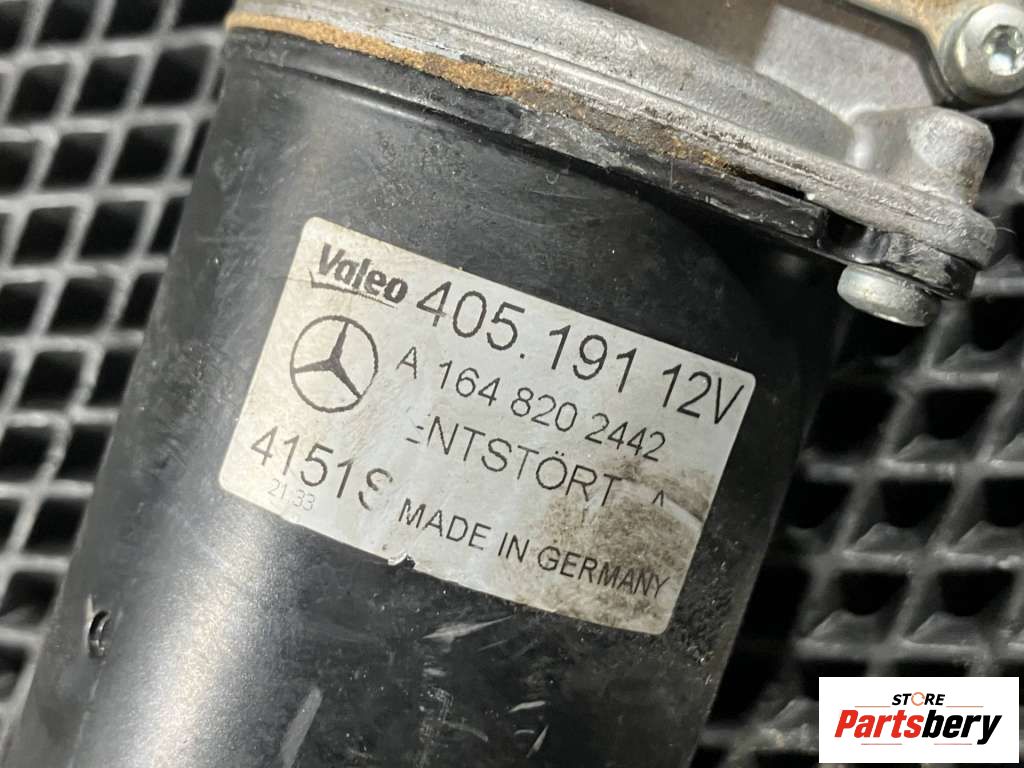 Valeo 405.191 12V
A 164 820 2442
ENTSTÖRT
4151S MADE IN GERMANY
21:33
STORE
Partsbery